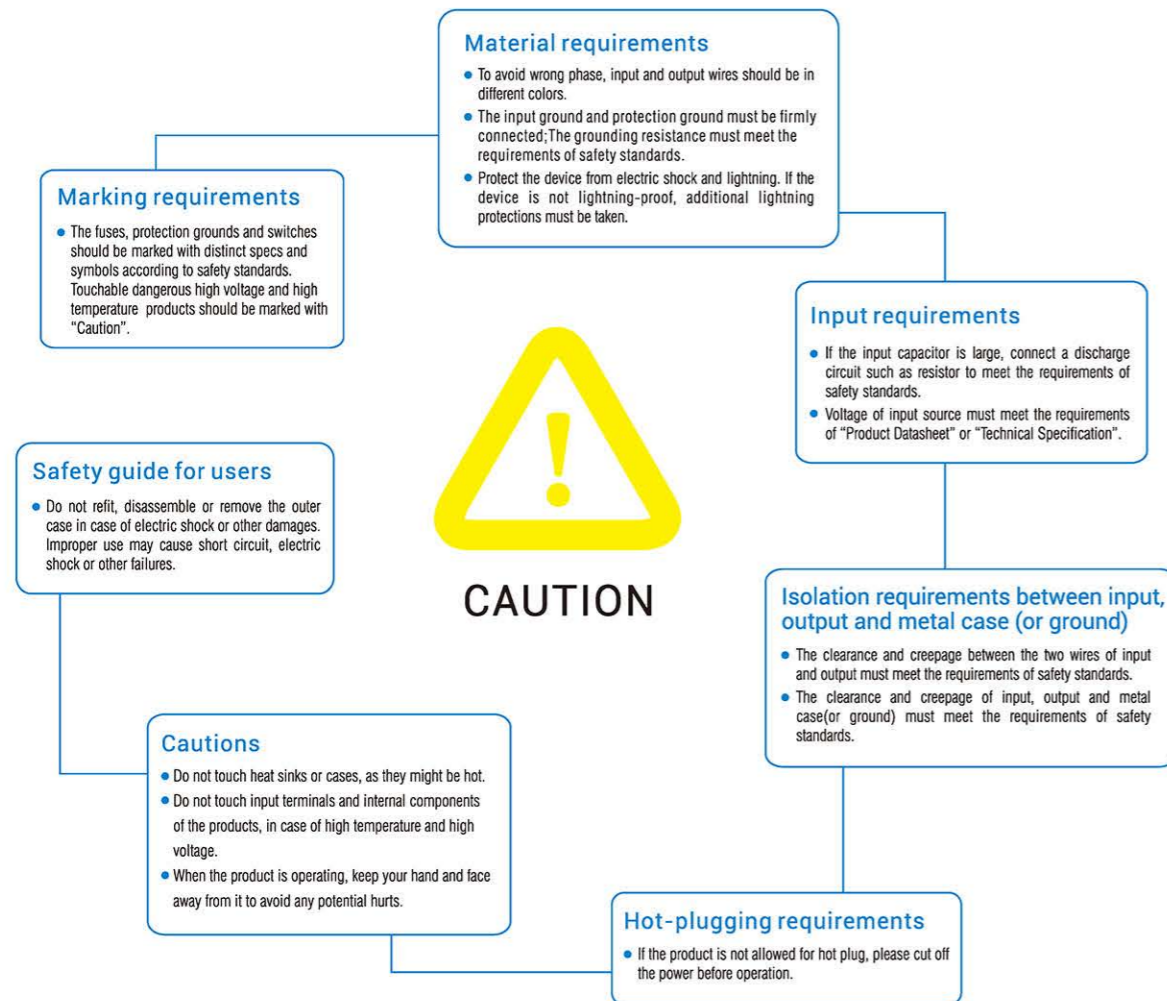 Material requirements
To avoid wrong phase, input and output wires should be in
different colors.
The input ground and protection ground must be firmly
connected;The grounding resistance must meet the
requirements of safety standards.
Protect the device from electric shock and lightning. If the
device is not lightning-proof, additional lightning
protections must be taken.
Marking requirements
The fuses, protection grounds and switches
should be marked with distinct specs and
symbols according to safety standards.
Touchable dangerous high voltage and high
temperature products should be marked with
“Caution”.
Input requirements
If the input capacitor is large, connect a discharge
circuit such as resistor to meet the requirements of
safety standards.
Voltage of input source must meet the requirements
of “Product Datasheet” or “Technical Specification”.
Safety guide for users
Do not refit, disassemble or remove the outer
case in case of electric shock or other damages.
Improper use may cause short circuit, electric
shock or other failures.
CAUTION
Isolation requirements between input,
output and metal case (or ground)
The clearance and creepage between the two wires of input
and output must meet the requirements of safety standards.
The clearance and creepage of input, output and metal
case(or ground) must meet the requirements of safety
standards.
Cautions
Do not touch heat sinks or cases, as they might be hot.
Do not touch input terminals and internal components
of the products, in case of high temperature and high
voltage.
When the product is operating, keep your hand and face
away from it to avoid any potential hurts.
Hot-plugging requirements
If the product is not allowed for hot plug, please cut off
the power before operation.